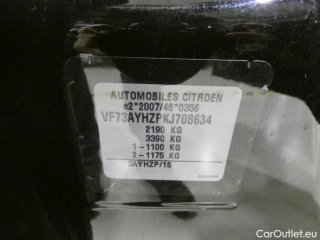 AUTOMOBILES CITROEN
e2*2007/46*0356
VF73AYHZPKJ708634
2190 KG
3390 KG
1-1100 KG
2-1175 KG
3AYHZP/15
© CarOutlet.eu